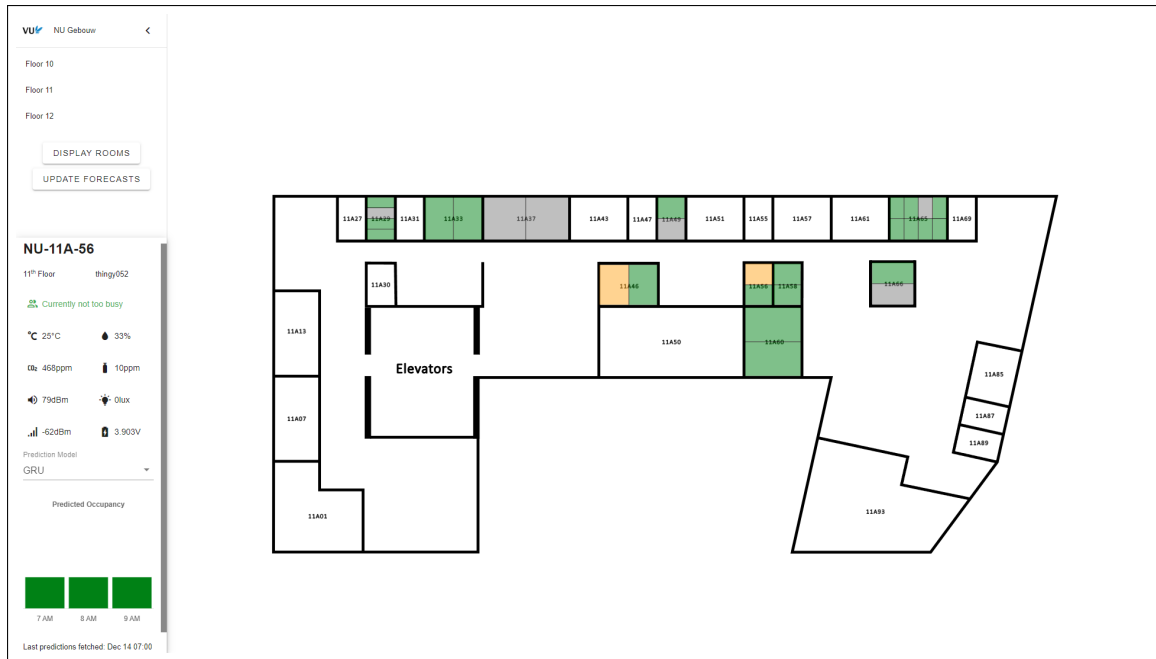 VU NU Gebouw
Floor 10
Floor 11
Floor 12
DISPLAY ROOMS
UPDATE FORECASTS
NU-11A-56
11th Floor thingy052
Currently not too busy
°C 25°C 33%
CO2 468ppm 10ppm
79dBm 0lux
-62dBm 3.903V
Prediction Model
GRU
Predicted Occupancy
7 AM 8 AM 9 AM
Last predictions fetched: Dec 14 07:00
11A27 11A29 11A31 11A33 11A37 11A43 11A47 11A49 11A51 11A55 11A57 11A61 11A65 11A69
11A30 11A46 11A56 11A58 11A66
11A13 11A50 11A60
Elevators
11A85
11A07 11A87
11A89
11A01 11A93